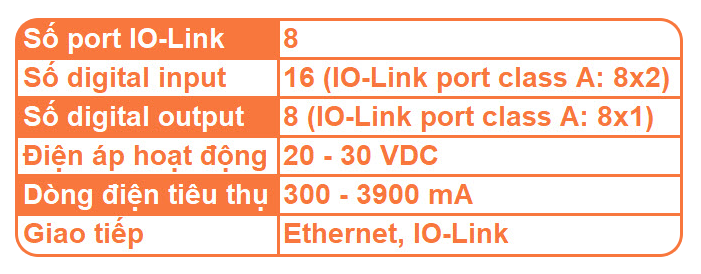 Số port IO-Link 8
Số digital input 16 (IO-Link port class A: 8x2)
Số digital output 8 (IO-Link port class A: 8x1)
Điện áp hoạt động 20 - 30 VDC
Dòng điện tiêu thụ 300 - 3900 mA
Giao tiếp Ethernet, IO-Link